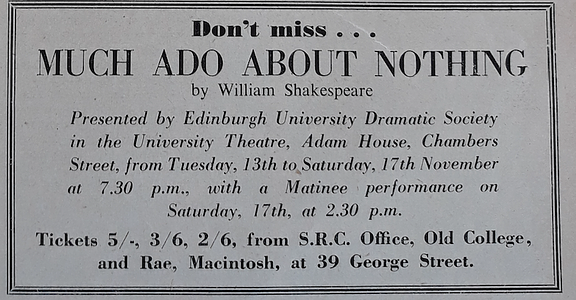 Don't miss . . .
MUCH ADO ABOUT NOTHING
by William Shakespeare
Presented by Edinburgh University Dramatic Society
in the University Theatre, Adam House, Chambers
Street, from Tuesday, 13th to Saturday, 17th November
at 7.30 p.m., with a Matinee performance on
Saturday, 17th, at 2.30 p.m.
Tickets 5/-, 3/6, 2/6, from S.R.C. Office, Old College,
and Rae, Macintosh, at 39 George Street.